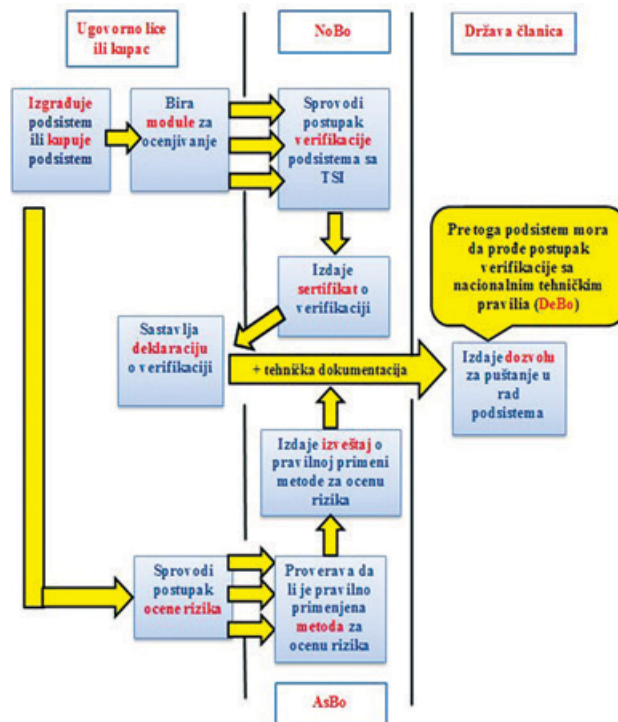 Ugovorno lice
ili kupac
NoBo
Država članica
Izgrađuje
podsistem
ili kupuje
podsistem
Bira
module za
ocenjivanje
Sprovodi
postupak
verifikacije
podsistema sa
TSI
Pre toga podsistem mora
da prođe postupak
verifikacije sa
nacionalnim tehničkim
pravilia (DeBo)
Izdaje
sertifikat o
verifikaciji
Sastavlja
deklaraciju
o verifikaciji
+ tehnička dokumentacija
Izdaje dozvolu
za puštanje u
rad
podsistema
Izdaje izveštaj o
pravilnoj primeni
metode za ocenu
rizika
Sprovodi
postupak
ocene rizika
Proverava da
li je pravilno
primenjena
metoda za
ocenu rizika
AsBo